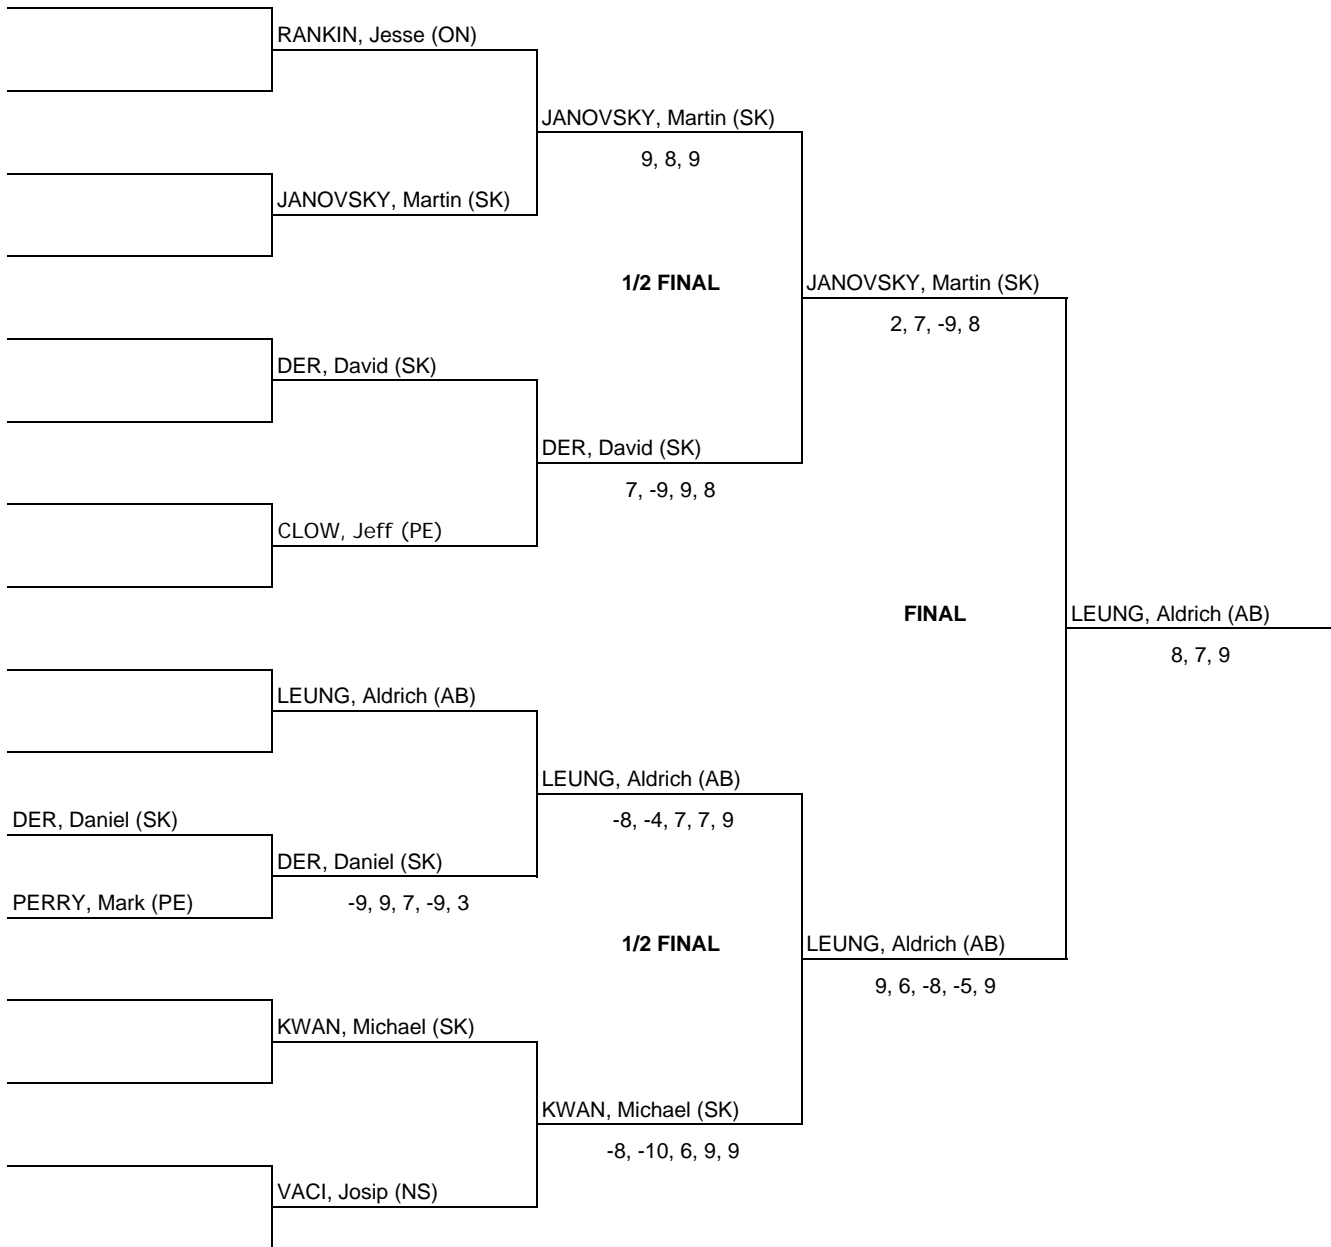 RANKIN, Jesse (ON)
JANOVSKY, Martin (SK)
9, 8, 9
JANOVSKY, Martin (SK)
1/2 FINAL
JANOVSKY, Martin (SK)
2, 7, -9, 8
DER, David (SK)
DER, David (SK)
7, -9, 9, 8
CLOW, Jeff (PE)
FINAL
LEUNG, Aldrich (AB)
8, 7, 9
LEUNG, Aldrich (AB)
LEUNG, Aldrich (AB)
-8, -4, 7, 7, 9
DER, Daniel (SK)
DER, Daniel (SK)
-9, 9, 7, -9, 3
PERRY, Mark (PE)
1/2 FINAL
LEUNG, Aldrich (AB)
9, 6, -8, -5, 9
KWAN, Michael (SK)
KWAN, Michael (SK)
-8, -10, 6, 9, 9
VACI, Josip (NS)